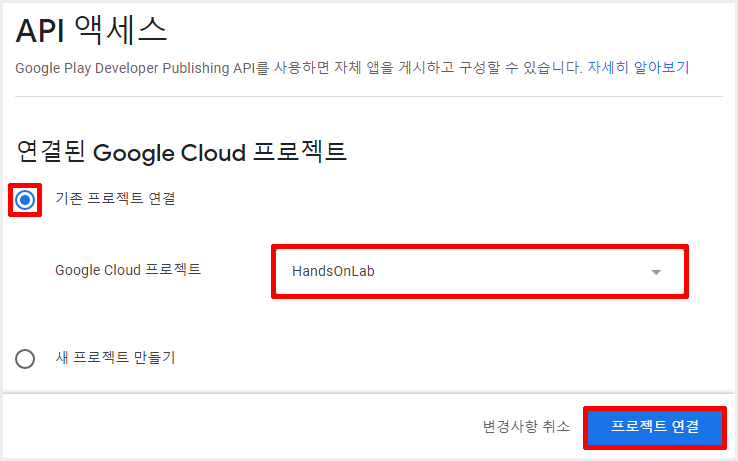 API 액세스
Google Play Developer Publishing API를 사용하면 자체 앱을 게시하고 구성할 수 있습니다. 자세히 알아보기
연결된 Google Cloud 프로젝트
기존 프로젝트 연결
Google Cloud 프로젝트 HandsOnLab
새 프로젝트 만들기
변경사항 취소 프로젝트 연결